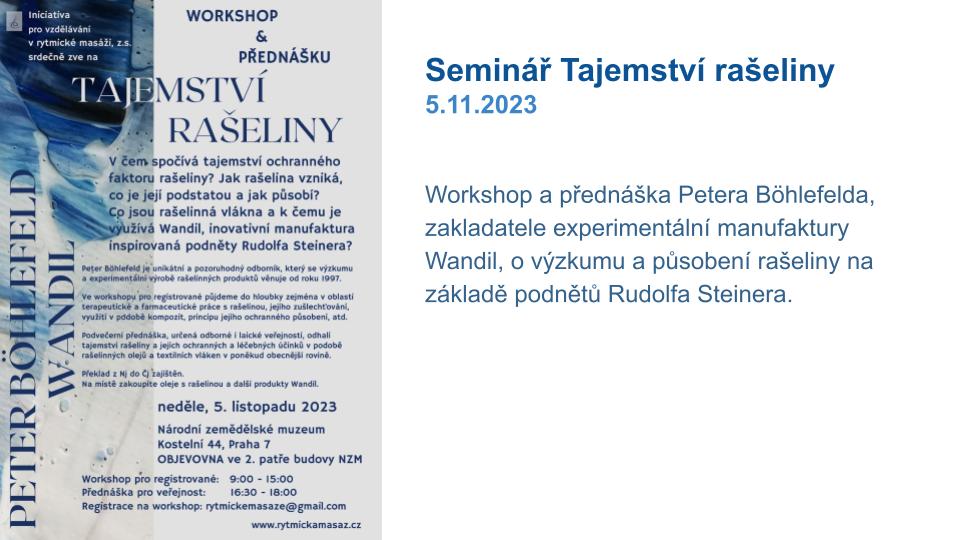 Iniciativa
pro vzdělávání
v rytmické masáži, z.s.
srdečně zve na
WORKSHOP
&
PŘEDNÁŠKU
TAJEMSTVÍ
RAŠELINY
PETER BÖHLEFELD
WANDIL
V čem spočívá tajemství ochranného
faktoru rašeliny? Jak rašelina vzniká,
co je její podstatou a jak působí?
Co jsou rašelinná vlákna a k čemu je
využívá Wandil, inovativní manufaktura
inspirovaná podněty Rudolfa Steinera?
Peter Böhlefeld je unikátní a pozoruhodný odborník, který se výzkumu
a experimentální výrobě rašelinných produktů věnuje od roku 1997.
Ve workshopu pro registrované půjdeme do hloubky zejména v oblasti
terapeutické a farmaceutické práce s rašelinou, jejího zušlechťování,
využití v podobě kompozit, principu jejího ochranného působení, atd.
Podvečerní přednáška, určená odborné i laické veřejnosti, odhalí
tajemství rašeliny a jejích ochranných a léčebných účinků v podobě
rašelinných olejů a textilních vláken v poněkud obecnější rovině.
Překlad z Nj do Čj zajištěn.
Na místě zakoupíte oleje s rašelinou a další produkty Wandil.
neděle, 5. listopadu 2023
Národní zemědělské muzeum
Kostelní 44, Praha 7
OBJEVOVNA ve 2. patře budovy NZM
Workshop pro registrované: 9:00 - 15:00
Přednáška pro veřejnost: 16:30 - 18:00
Registrace na workshop: rytmickemasaze@gmail.com
www.rytmickamasaz.cz
Seminář Tajemství rašeliny
5.11.2023
Workshop a přednáška Petera Böhlefelda,
zakladatele experimentální manufaktury
Wandil, o výzkumu a působení rašeliny na
základě podnětů Rudolfa Steinera.